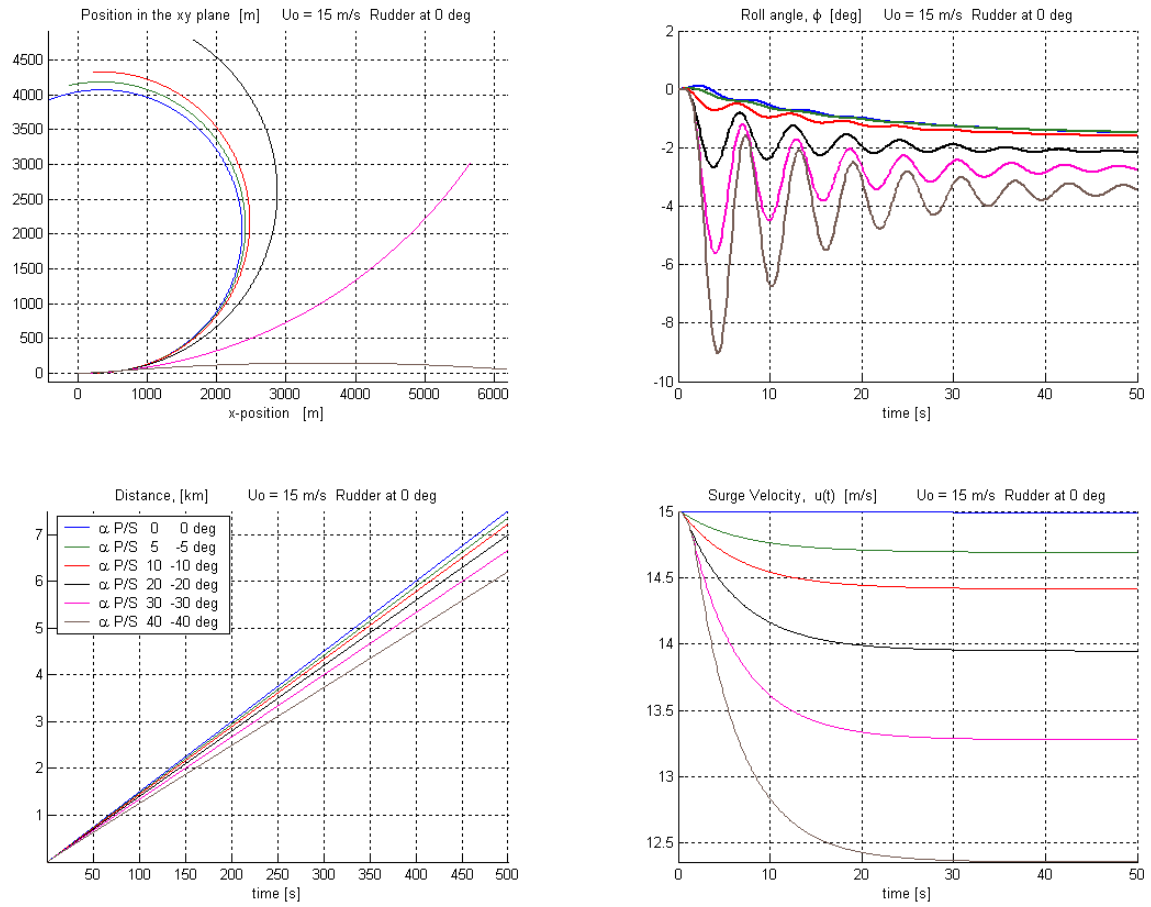 Position in the xy plane [m] Uo = 15 m/s Rudder at 0 deg
4500
4000
3500
3000
2500
2000
1500
1000
500
0
0 1000 2000 3000 4000 5000 6000
x-position [m]
Roll angle, ϕ [deg] Uo = 15 m/s Rudder at 0 deg
2
0
-2
-4
-6
-8
-10
0 10 20 30 40 50
time [s]
Distance, [km] Uo = 15 m/s Rudder at 0 deg
α P/S 0 0 deg
α P/S 5 -5 deg
α P/S 10 -10 deg
α P/S 20 -20 deg
α P/S 30 -30 deg
α P/S 40 -40 deg
7
6
5
4
3
2
1
50 100 150 200 250 300 350 400 450 500
time [s]
Surge Velocity, u(t) [m/s] Uo = 15 m/s Rudder at 0 deg
15
14.5
14
13.5
13
12.5
0 10 20 30 40 50
time [s]